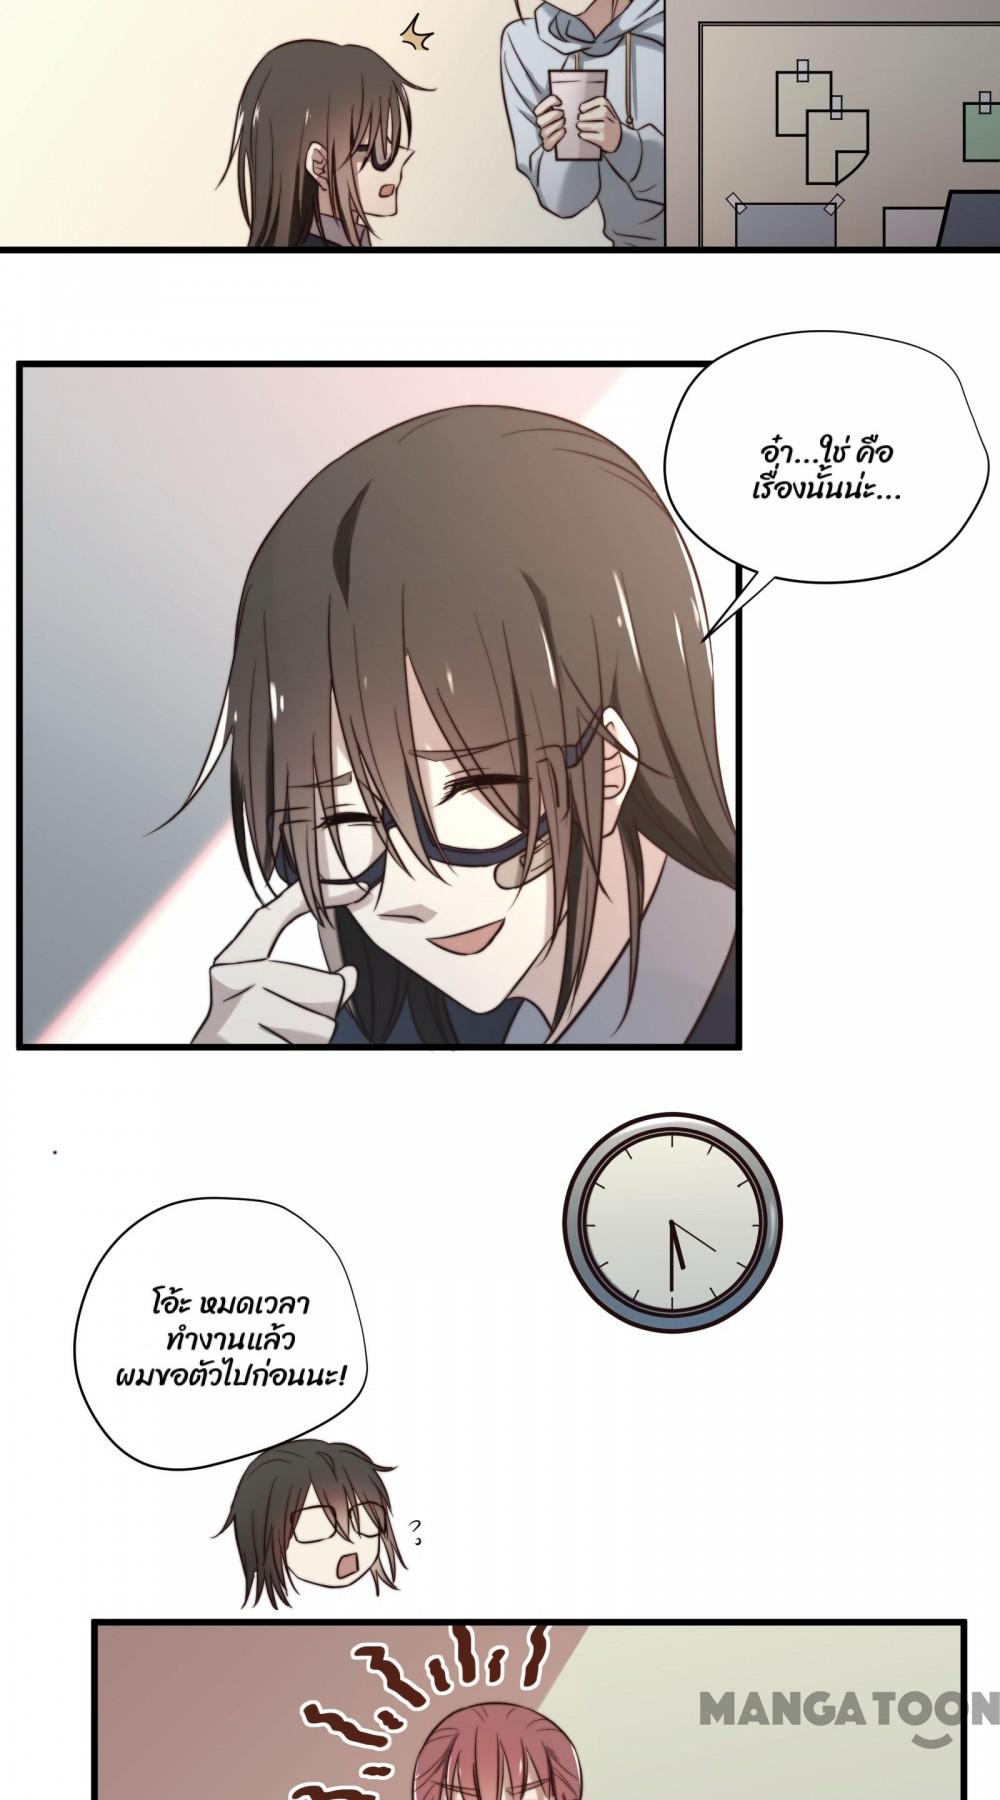 อ๋า...ใช่ คือ
เรื่องนั้นน่ะ...
โอ้ะ หมดเวลา
ทำงานแล้ว
ผมขอตัวไปก่อนนะ!
MANGATOON